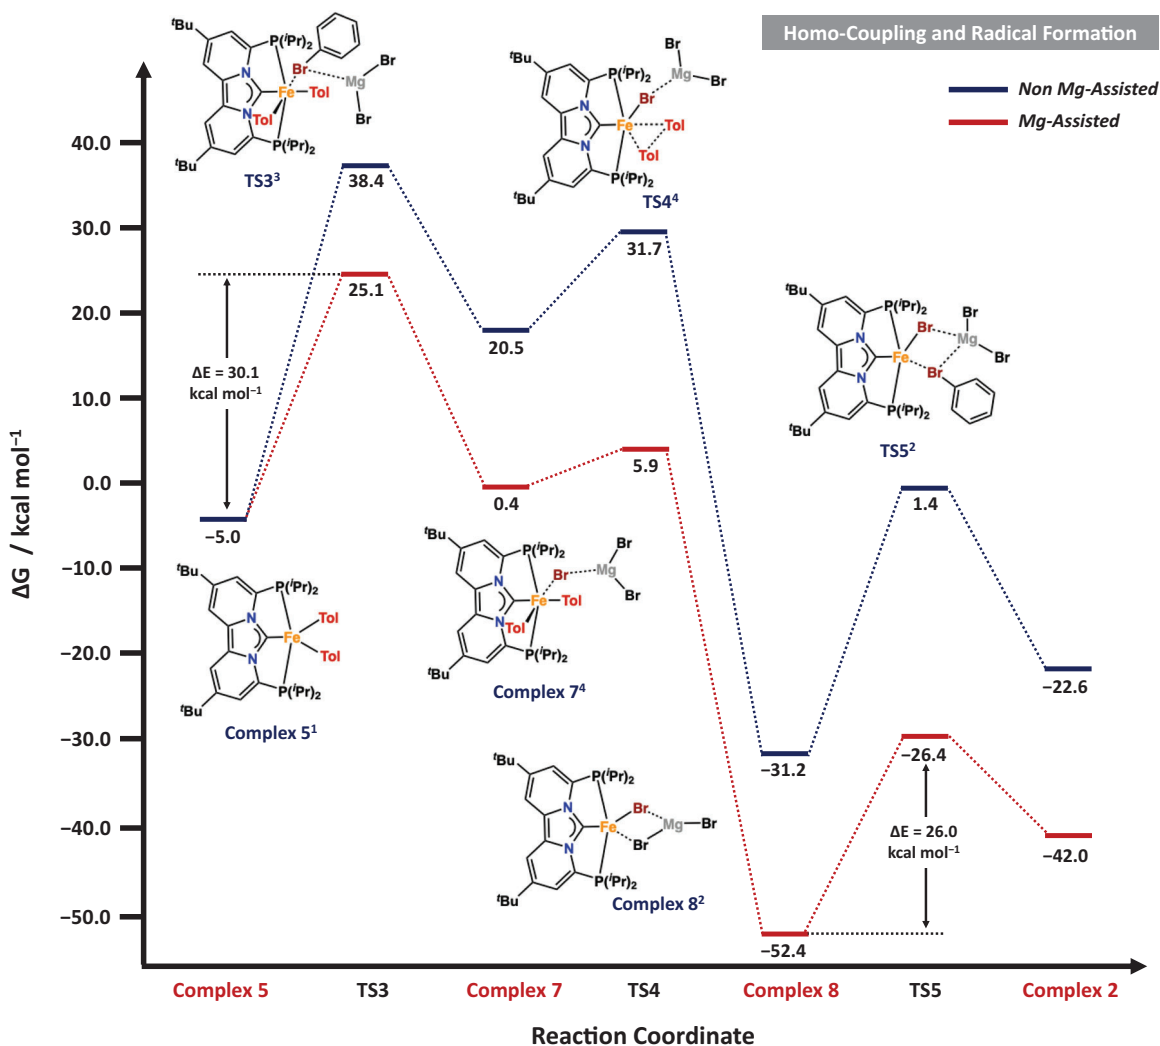 Homo-Coupling and Radical Formation
Non Mg-Assisted
Mg-Assisted
ΔG / kcal mol⁻¹
40.0
30.0
20.0
10.0
0.0
−10.0
−20.0
−30.0
−40.0
−50.0
ᵗBu
P(ⁱPr)₂
Br
Br
N
Mg
Fe
Tol
Tol
N
Br
P(ⁱPr)₂
ᵗBu
TS3³
38.4
25.1
ΔE = 30.1
kcal mol⁻¹
−5.0
ᵗBu
P(ⁱPr)₂
N
Tol
Fe
N
Tol
P(ⁱPr)₂
ᵗBu
Complex 5¹
Br
ᵗBu
P(ⁱPr)₂
Mg
Br
Br
N
Fe
Tol
N
Tol
P(ⁱPr)₂
ᵗBu
TS4⁴
31.7
20.5
5.9
0.4
ᵗBu
P(ⁱPr)₂
Br
Br
Mg
N
Br
Fe
Tol
N
Tol
P(ⁱPr)₂
ᵗBu
Complex 7⁴
ᵗBu
P(ⁱPr)₂
N
Br
Mg
Br
Fe
N
Br
P(ⁱPr)₂
ᵗBu
Complex 8²
ᵗBu
P(ⁱPr)₂
Br
Br
N
Mg
Br
Fe
N
Br
P(ⁱPr)₂
ᵗBu
TS5²
1.4
−22.6
−31.2
−26.4
ΔE = 26.0
kcal mol⁻¹
−42.0
−52.4
Complex 5
TS3
Complex 7
TS4
Complex 8
TS5
Complex 2
Reaction Coordinate